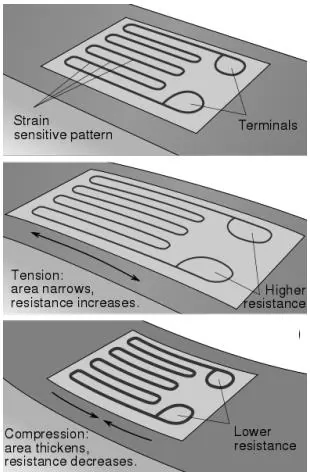 Strain
sensitive pattern
Terminals
Tension:
area narrows,
resistance increases.
Higher
resistance
Compression:
area thickens,
resistance decreases.
Lower
resistance